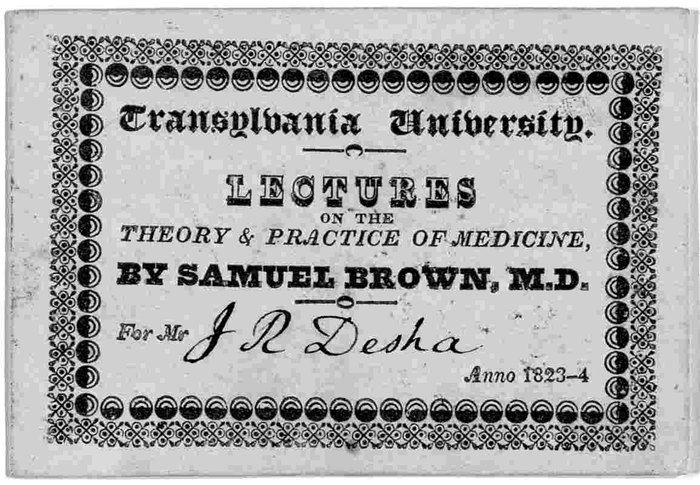 Transylvania University.
LECTURES
ON THE
THEORY & PRACTICE OF MEDICINE,
BY SAMUEL BROWN, M.D.
For Mr J R Desha
Anno 1823-4